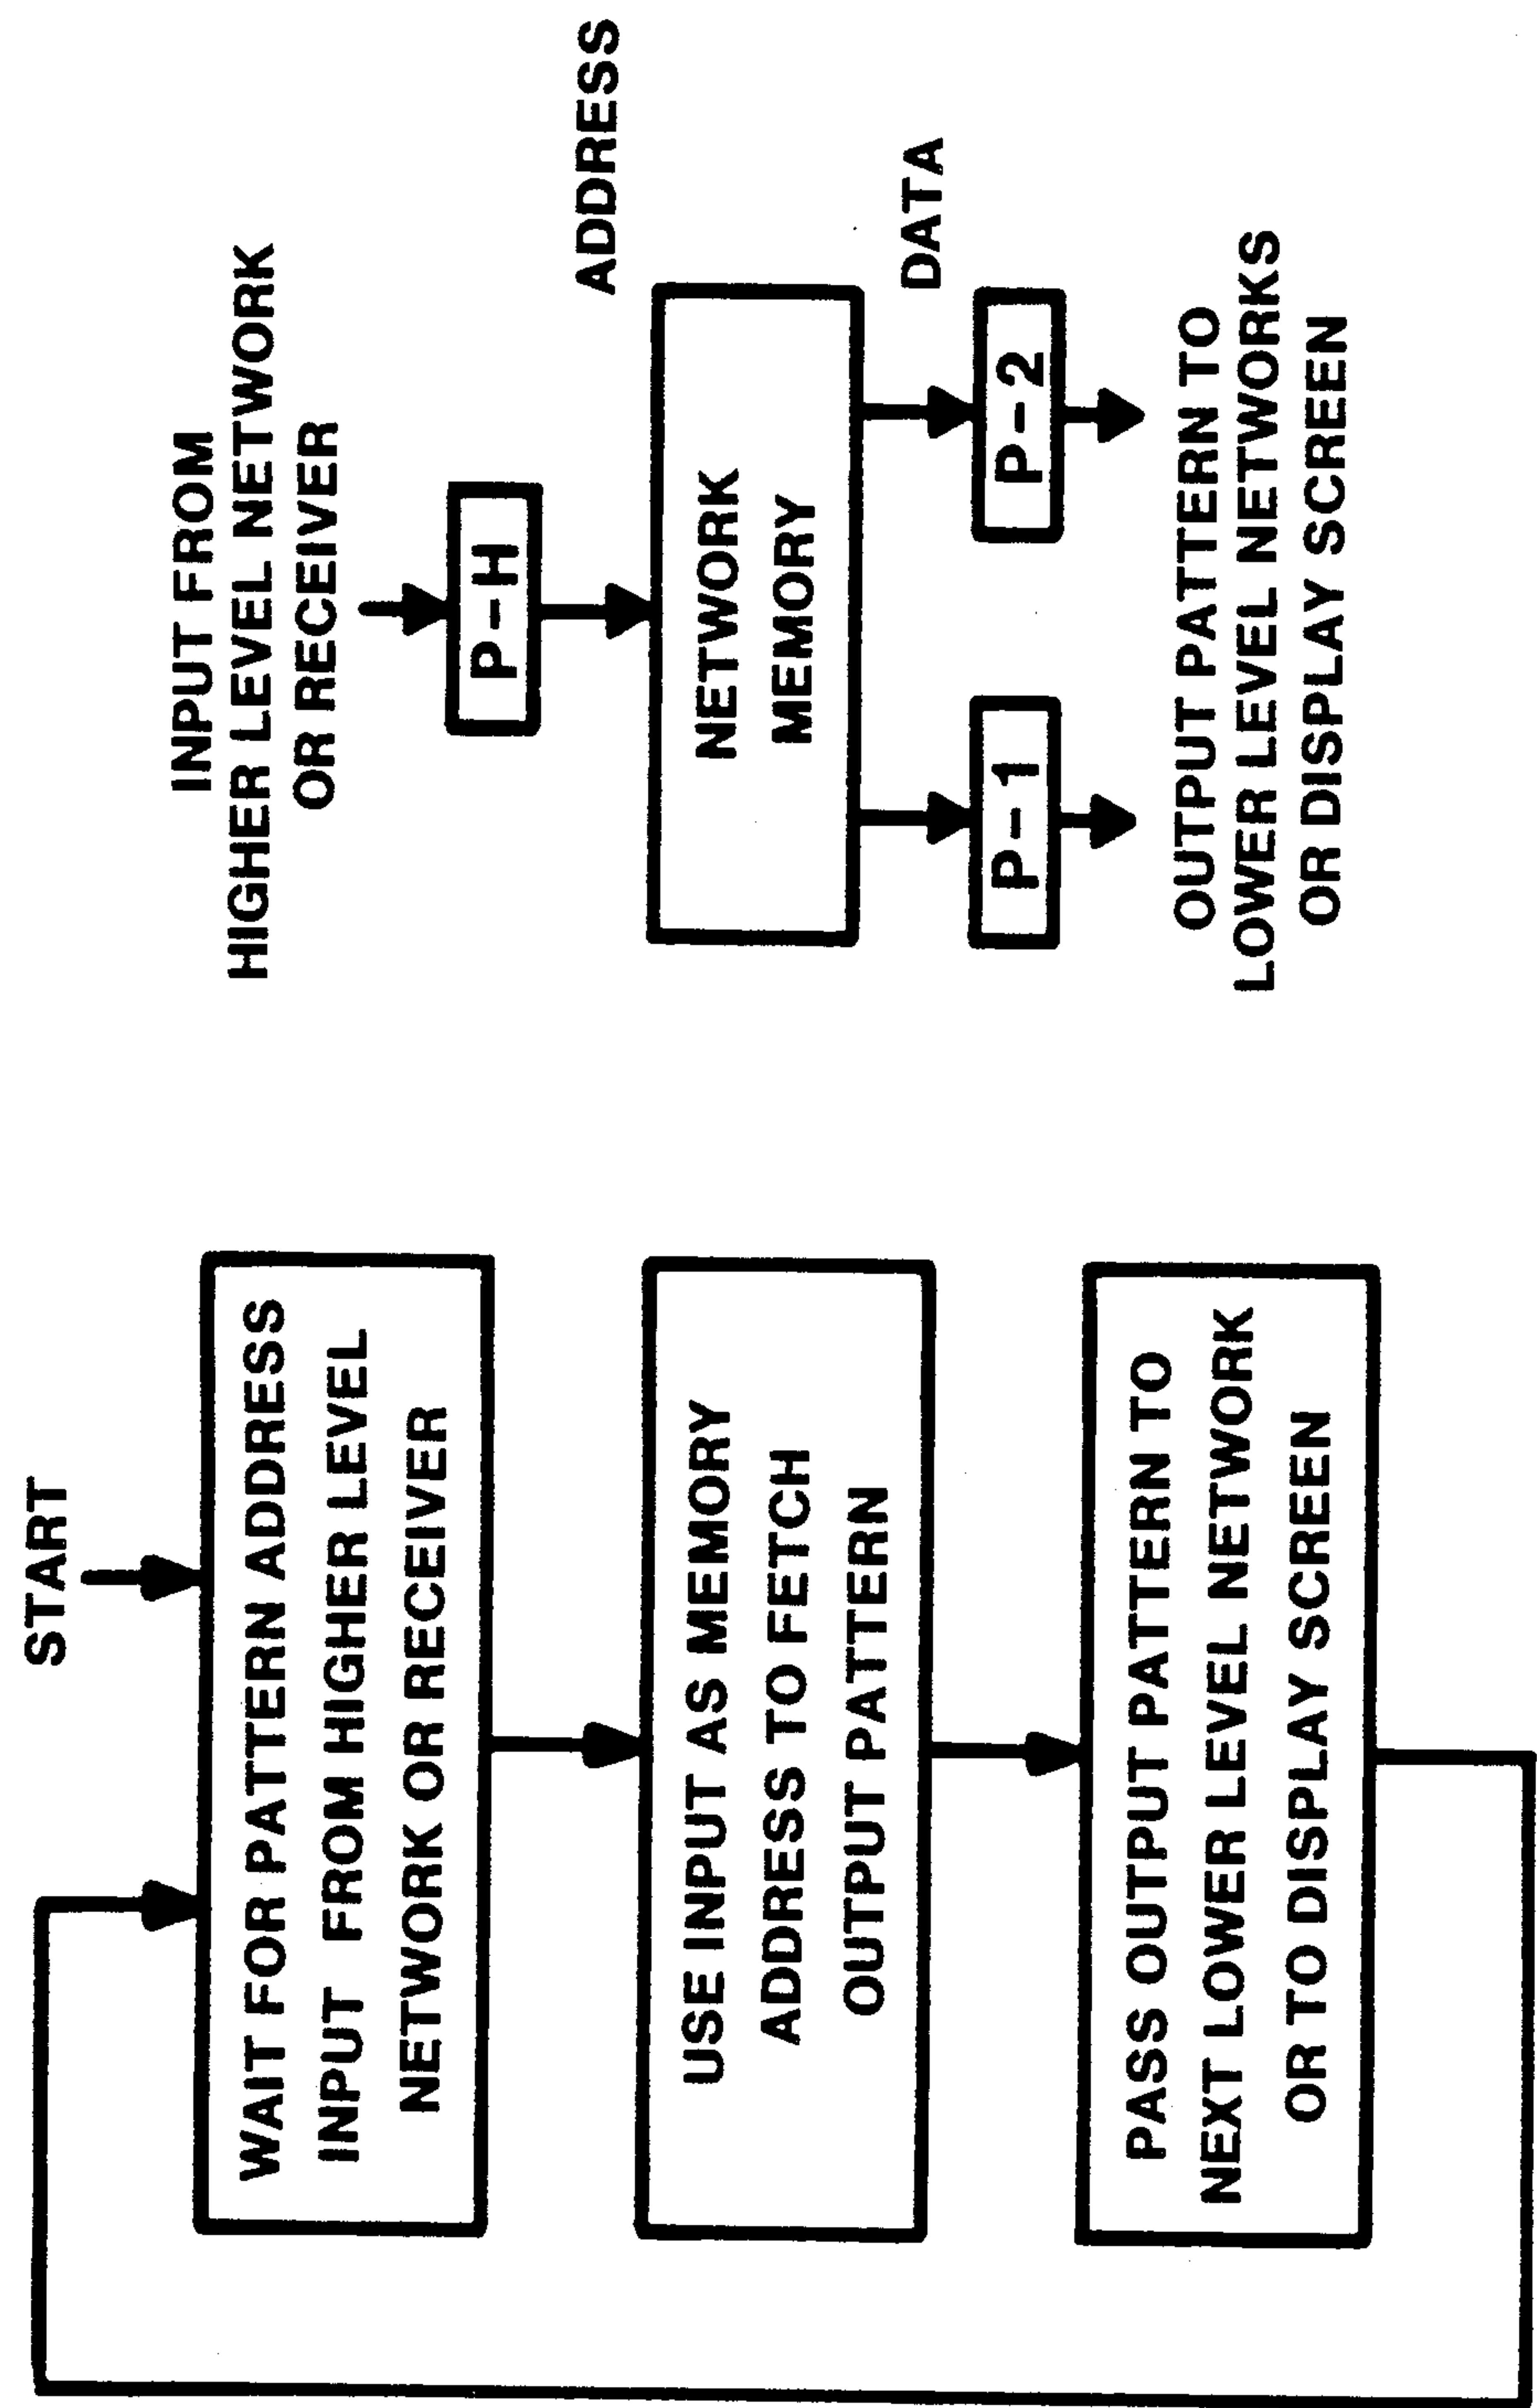 START
WAIT FOR PATTERN ADDRESS
INPUT FROM HIGHER LEVEL
NETWORK OR RECEIVER
USE INPUT AS MEMORY
ADDRESS TO FETCH
OUTPUT PATTERN
PASS OUTPUT PATTERN TO
NEXT LOWER LEVEL NETWORK
OR TO DISPLAY SCREEN
INPUT FROM
HIGHER LEVEL NETWORK
OR RECEIVER
P-H
ADDRESS
NETWORK
MEMORY
DATA
P-1
P-2
OUTPUT PATTERN TO
LOWER LEVEL NETWORKS
OR DISPLAY SCREEN